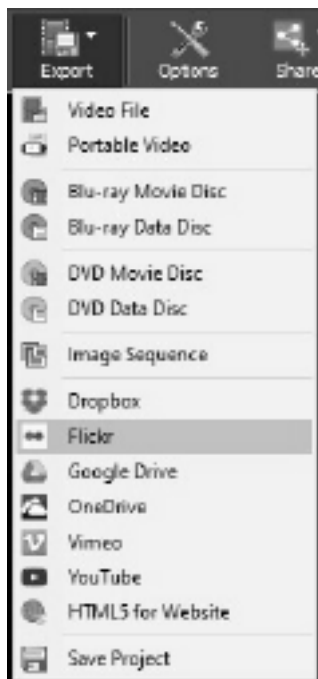 Export Options Share
Video File
Portable Video
Blu-ray Movie Disc
Blu-ray Data Disc
DVD Movie Disc
DVD Data Disc
Image Sequence
Dropbox
Flickr
Google Drive
OneDrive
Vimeo
YouTube
HTML5 for Website
Save Project